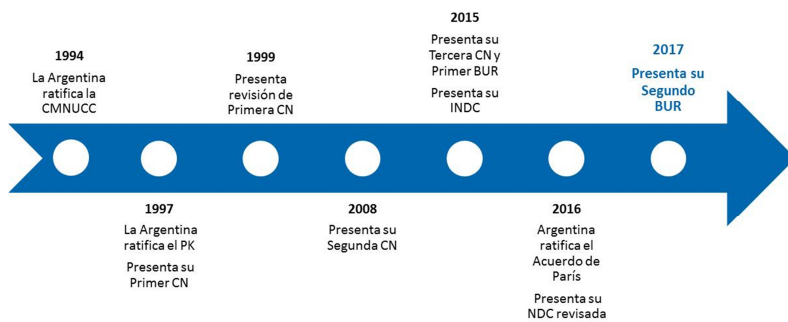 1994
La Argentina
ratifica la
CMNUCC
1997
La Argentina
ratifica el PK
Presenta su
Primer CN
1999
Presenta
revisión de
Primera CN
2008
Presenta su
Segunda CN
2015
Presenta su
Tercera CN y
Primer BUR
Presenta su
INDC
2016
Argentina
ratifica el
Acuerdo de
París
Presenta su
NDC revisada
2017
Presenta su
Segundo
BUR